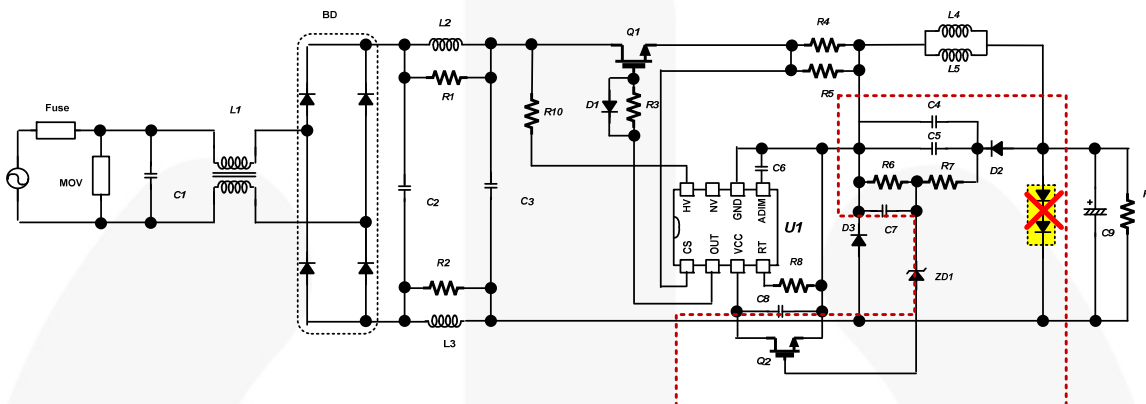 BD
L2
Q1
R4
L4
R1
L5
Fuse
L1
D1
R3
R5
R10
C4
C5
C6
D2
MOV
C1
R6
R7
C2
C3
HV
NV
GND
ADIM
U1
C7
C9
CS
OUT
VCC
RT
D3
R2
R8
ZD1
C8
L3
Q2
+